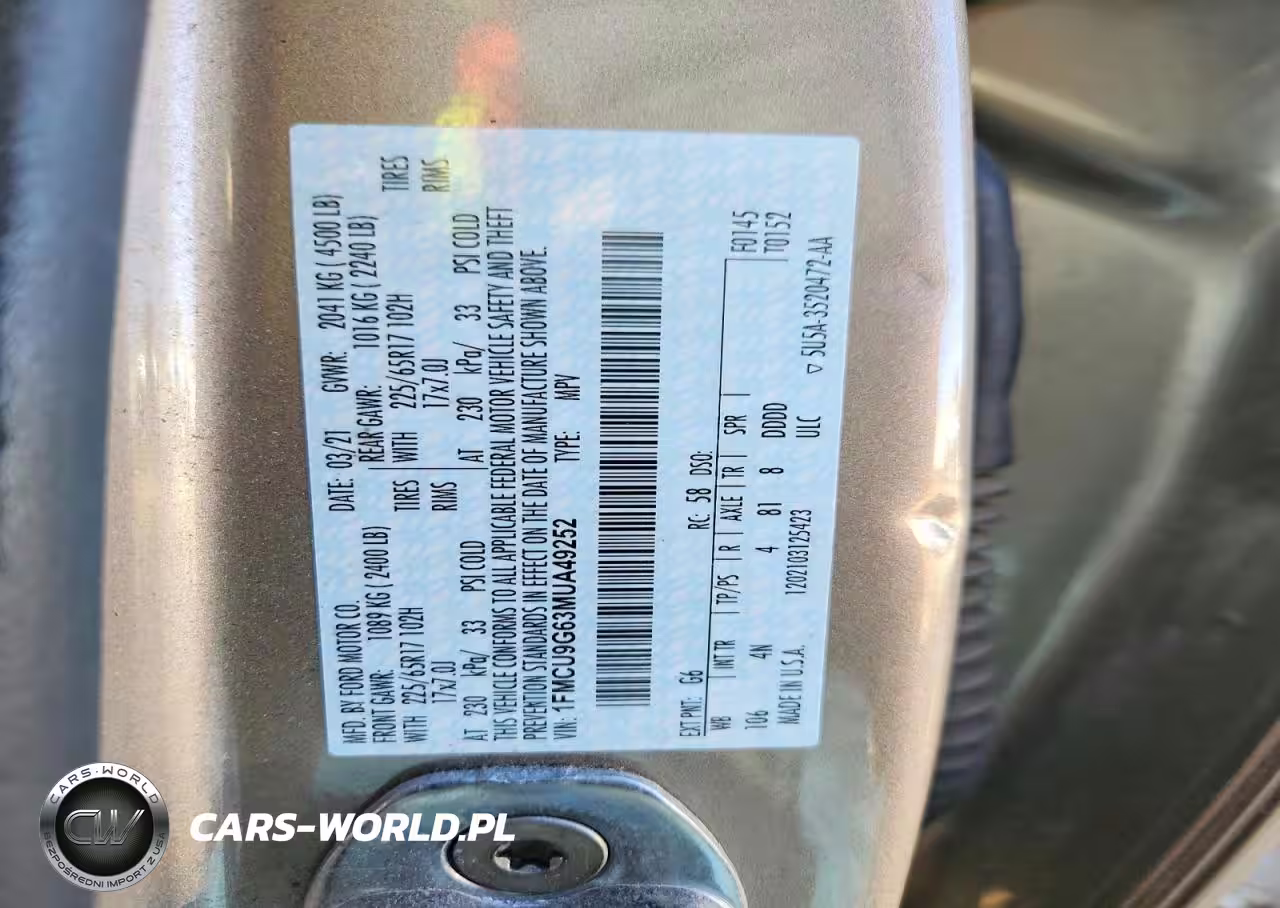 MFD. BY FORD MOTOR CO.
DATE: 03/21 GVWR: 2041 KG ( 4500 LB)
FRONT GAWR: 1089 KG ( 2400 LB) REAR GAWR: 1016 KG ( 2240 LB)
WITH 225/65R17 102H TIRES WITH 225/65R17 102H TIRES
17x7.0J RIMS 17x7.0J RIMS
AT 230 kPa/ 33 PSI COLD AT 230 kPa/ 33 PSI COLD
THIS VEHICLE CONFORMS TO ALL APPLICABLE FEDERAL MOTOR VEHICLE SAFETY AND THEFT
PREVENTION STANDARDS IN EFFECT ON THE DATE OF MANUFACTURE SHOWN ABOVE.
VIN: 1FMCU9G63MUA49252 TYPE: MPV
EXT PNT: G6 RC: 58 DSO: F0145
WB INT TR TP/PS R AXLE TR SPR T0152
106 4N 4 81 8 DDDD
MADE IN U.S.A. 1202103125423 ULC
▽5U5A-3520472-AA
CARS-WORLD
CW
BEZPOŚREDNI IMPORT Z USA
CARS-WORLD.PL